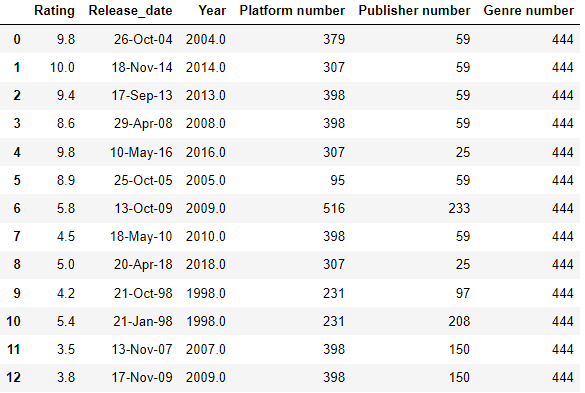 Rating Release_date Year Platform number Publisher number Genre number
0 9.8 26-Oct-04 2004.0 379 59 444
1 10.0 18-Nov-14 2014.0 307 59 444
2 9.4 17-Sep-13 2013.0 398 59 444
3 8.6 29-Apr-08 2008.0 398 59 444
4 9.8 10-May-16 2016.0 307 25 444
5 8.9 25-Oct-05 2005.0 95 59 444
6 5.8 13-Oct-09 2009.0 516 233 444
7 4.5 18-May-10 2010.0 398 59 444
8 5.0 20-Apr-18 2018.0 307 25 444
9 4.2 21-Oct-98 1998.0 231 97 444
10 5.4 21-Jan-98 1998.0 231 208 444
11 3.5 13-Nov-07 2007.0 398 150 444
12 3.8 17-Nov-09 2009.0 398 150 444